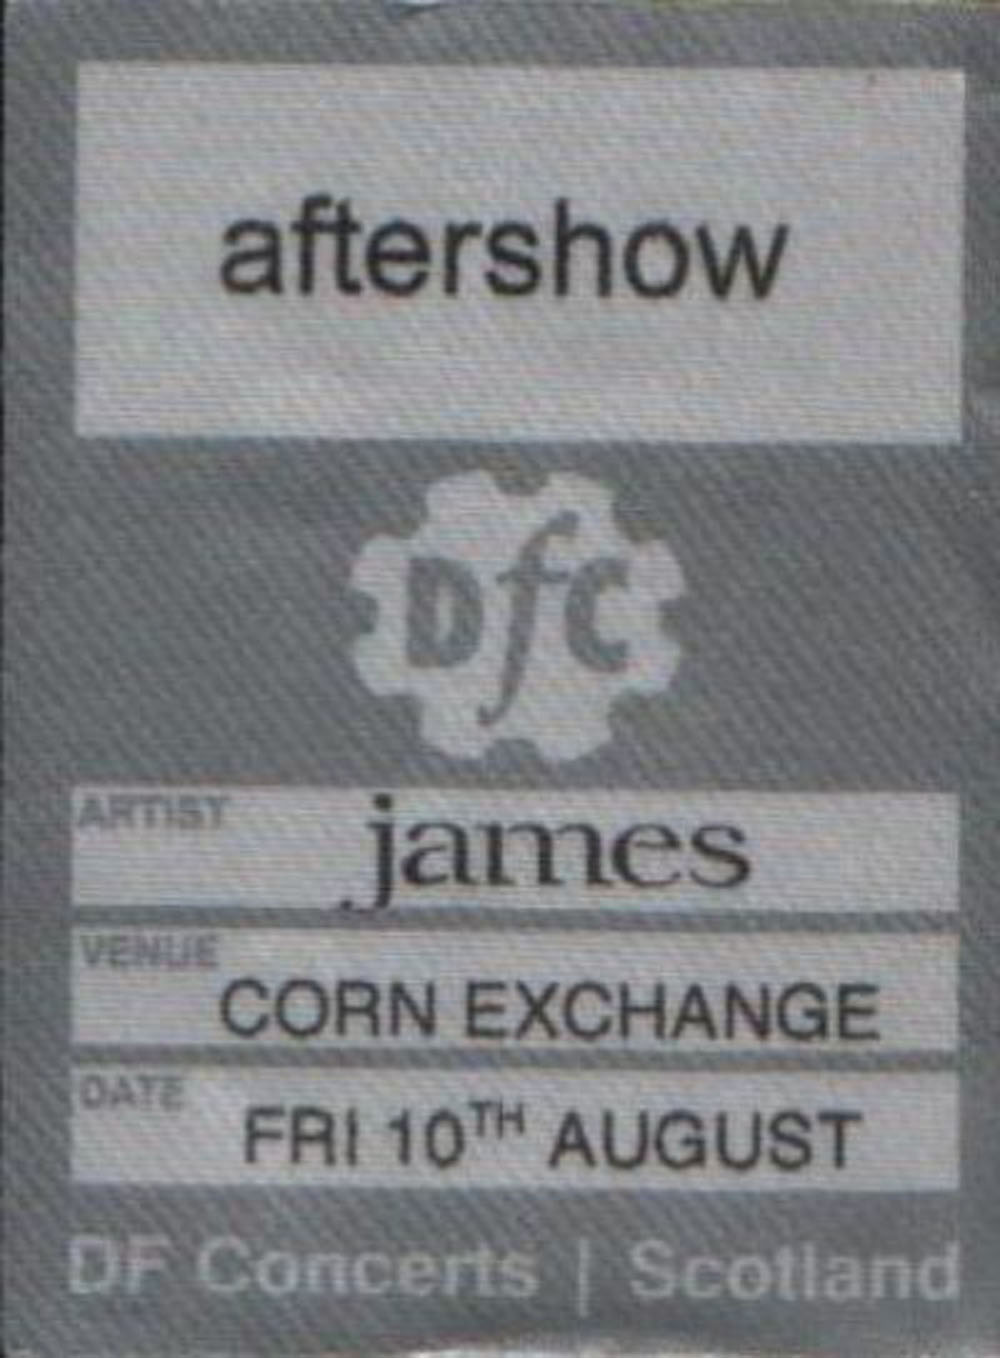 aftershow
DfC
ARTIST
james
VENUE
CORN EXCHANGE
DATE
FRI 10TH AUGUST
DF Concerts | Scotland